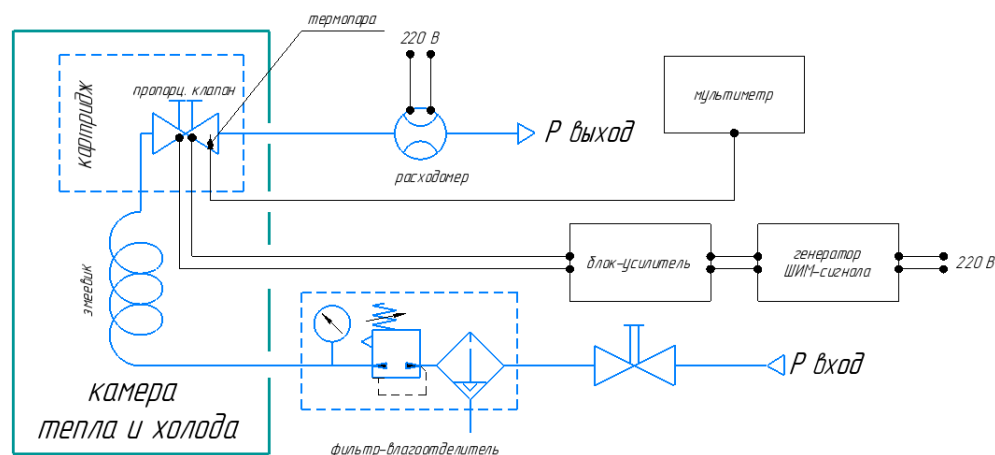 термопара
220 В
картридж
пропорц. клапан
мультиметр
Р выход
расходомер
блок-усилитель
генератор
ШИМ-сигнала
220 В
змеевик
Р вход
камера
тепла и холода
фильтр-влагоотделитель